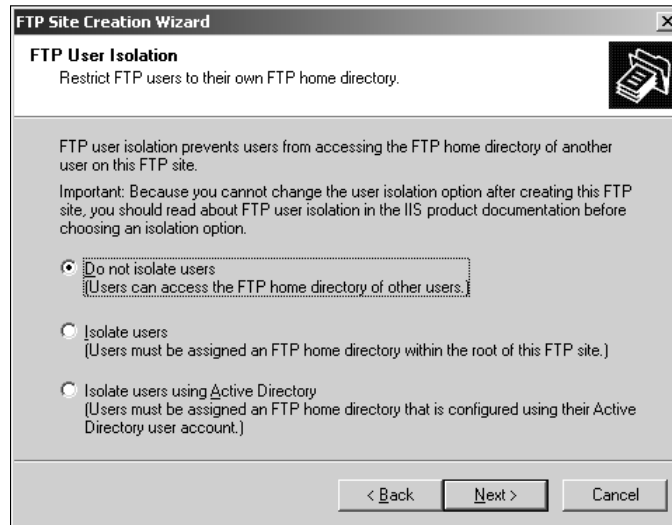 FTP Site Creation Wizard
FTP User Isolation
Restrict FTP users to their own FTP home directory.
FTP user isolation prevents users from accessing the FTP home directory of another
user on this FTP site.
Important: Because you cannot change the user isolation option after creating this FTP
site, you should read about FTP user isolation in the IIS product documentation before
choosing an isolation option.
Do not isolate users
(Users can access the FTP home directory of other users.)
Isolate users
(Users must be assigned an FTP home directory within the root of this FTP site.)
Isolate users using Active Directory
(Users must be assigned an FTP home directory that is configured using their Active
Directory user account.)
< Back Next > Cancel